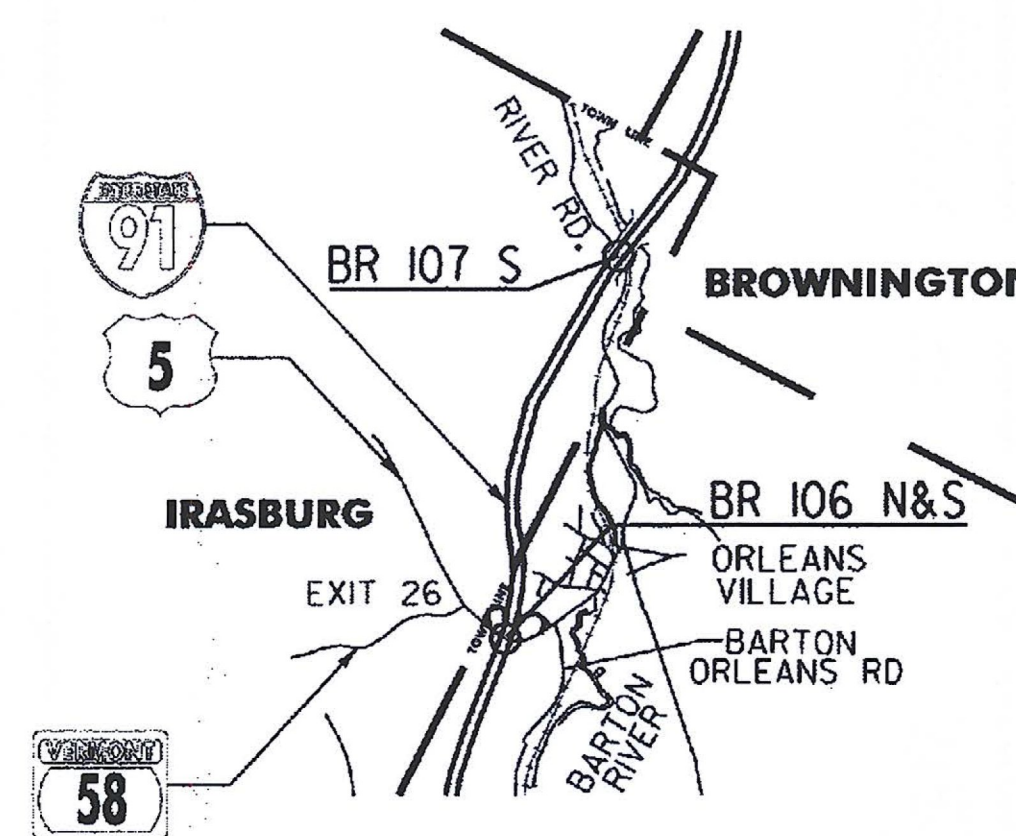 TOWN LINE
RIVER RD.
INTERSTATE
91
BR 107 S
BROWNINGTON
5
IRASBURG
BR 106 N&S
ORLEANS
VILLAGE
EXIT 26
TOWN LINE
BARTON
ORLEANS RD
BARTON
RIVER
VERMONT
58